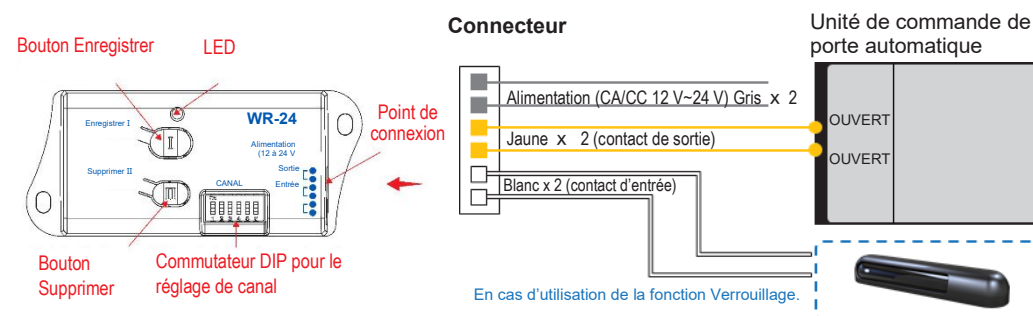 Bouton Enregistrer
LED
Enregistrer I
I
WR-24
Alimentation
(12 à 24 V
Supprimer II
II
Sortie
Entrée
CANAL
Point de
connexion
Bouton
Supprimer
Commutateur DIP pour le
réglage de canal
Connecteur
Alimentation (CA/CC 12 V~24 V) Gris x 2
Jaune x 2 (contact de sortie)
Blanc x 2 (contact d’entrée)
En cas d’utilisation de la fonction Verrouillage.
Unité de commande de
porte automatique
OUVERT
OUVERT